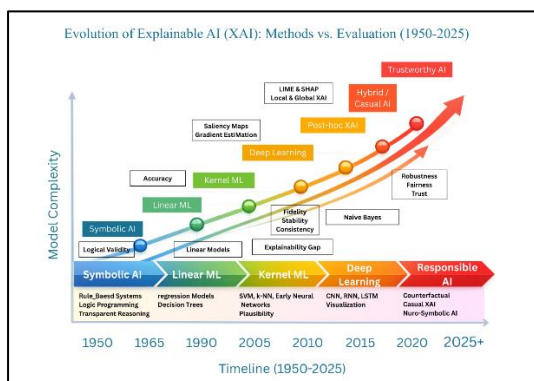 Evolution of Explainable AI (XAI): Methods vs. Evaluation (1950-2025)
Trustworthy AI
LIME & SHAP
Local & Global XAI
Hybrid /
Casual AI
Saliency Maps
Gradient EstiMation
Post-hoc XAI
Deep Learning
Accuracy
Kernel ML
Robustness
Fairness
Trust
Linear ML
Fidelity
Stability
Consistency
Naive Bayes
Symbolic AI
Logical Validity
Linear Models
Explainability Gap
Model Complexity
Symbolic AI
Linear ML
Kernel ML
Deep
Learning
Responsible
AI
Rule_Baesd Systems
Logic Programming
Transparent Reasoning
regression Models
Decision Trees
SVM, k-NN, Early Neural
Networks
Plausibility
CNN, RNN, LSTM
Visualization
Counterfactual
Casual XAI
Nuro-Symbolic AI
1950
1965
1990
2005
2010
2015
2020
2025+
Timeline (1950-2025)